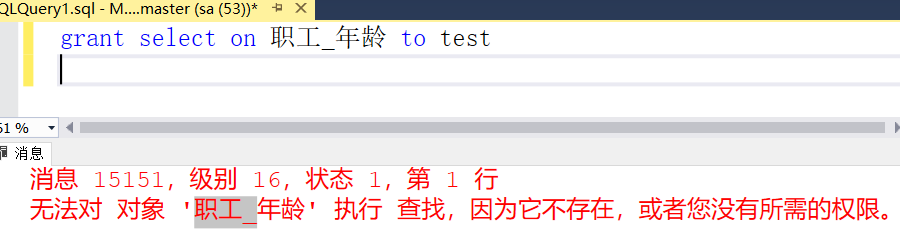 QLQuery1.sql - M....master (sa (53))*
grant select on 职工_年龄 to test
51 %
消息
消息 15151, 级别 16, 状态 1, 第 1 行
无法对 对象 '职工_年龄' 执行 查找, 因为它不存在, 或者您没有所需的权限。